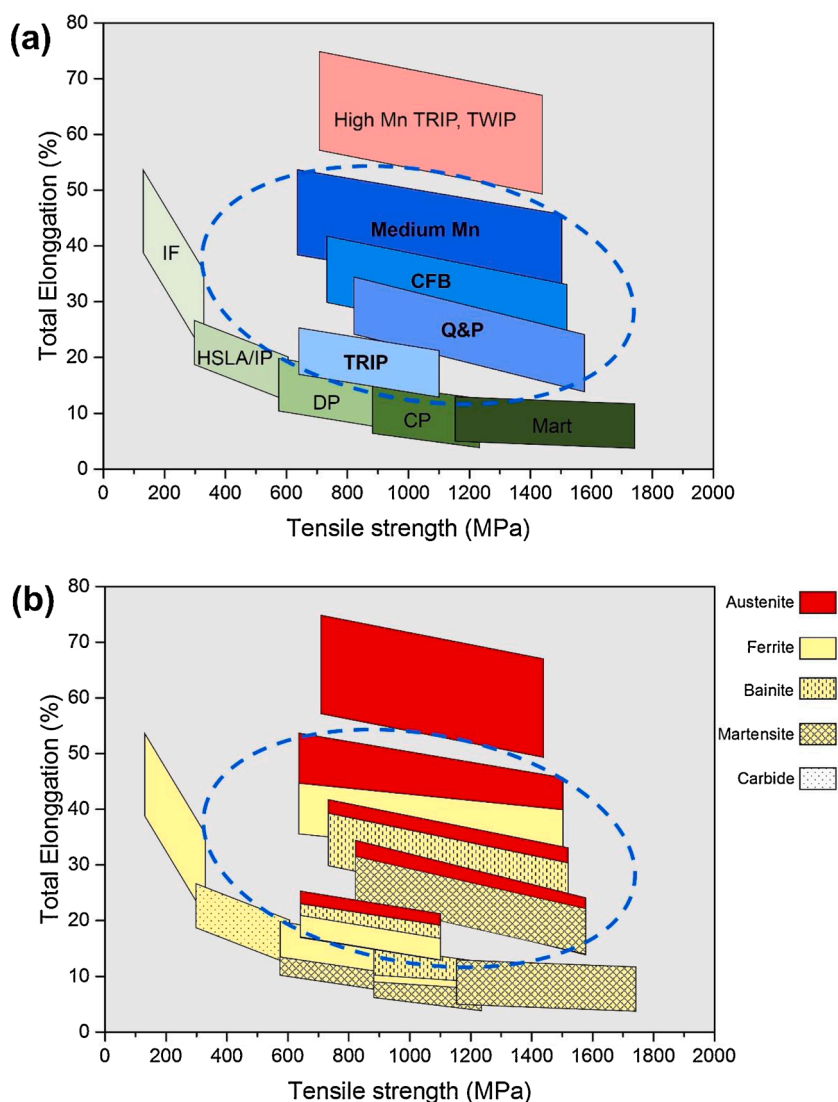 (a)
80
70
60
50
40
30
20
10
0
Total Elonggation (%)
High Mn TRIP, TWIP
Medium Mn
IF
CFB
Q&P
HSLA/IP
TRIP
DP
CP
Mart
0 200 400 600 800 1000 1200 1400 1600 1800 2000
Tensile strength (MPa)
(b)
80
70
60
50
40
30
20
10
0
Total Elonggation (%)
Austenite
Ferrite
Bainite
Martensite
Carbide
0 200 400 600 800 1000 1200 1400 1600 1800 2000
Tensile strength (MPa)